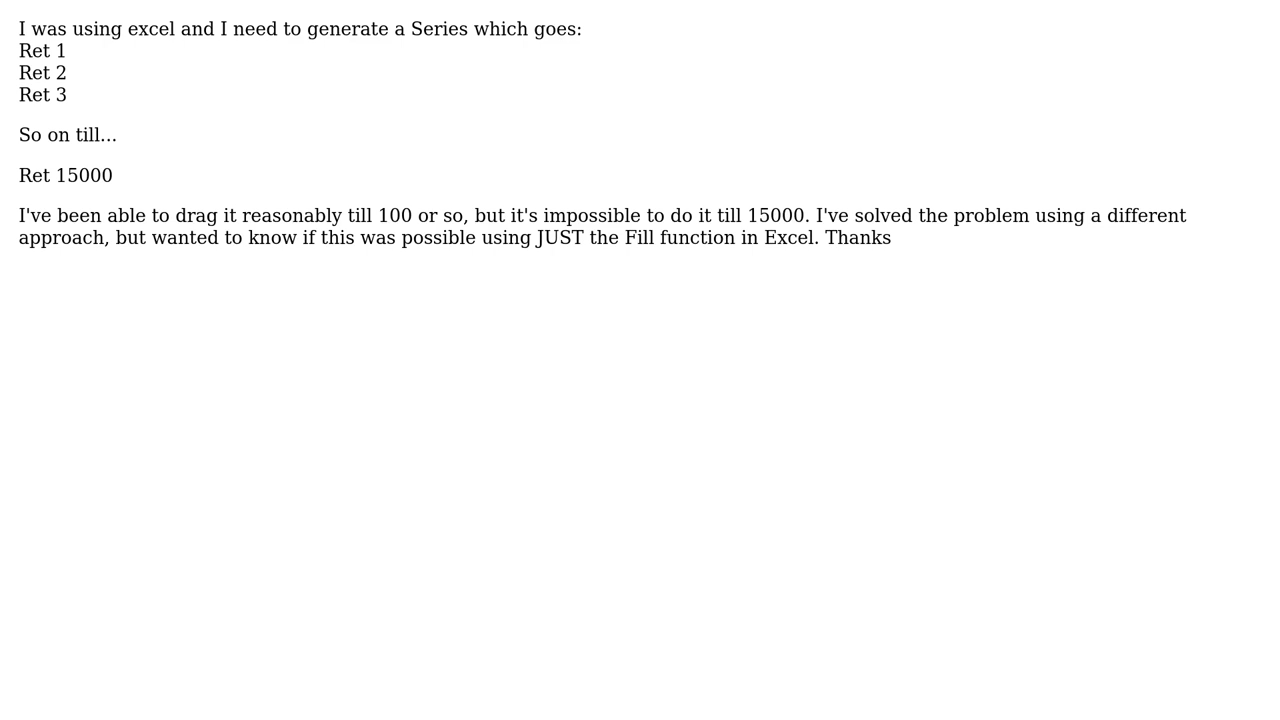 I was using excel and I need to generate a Series which goes:
Ret 1
Ret 2
Ret 3
So on till...
Ret 15000
I've been able to drag it reasonably till 100 or so, but it's impossible to do it till 15000. I've solved the problem using a different
approach, but wanted to know if this was possible using JUST the Fill function in Excel. Thanks